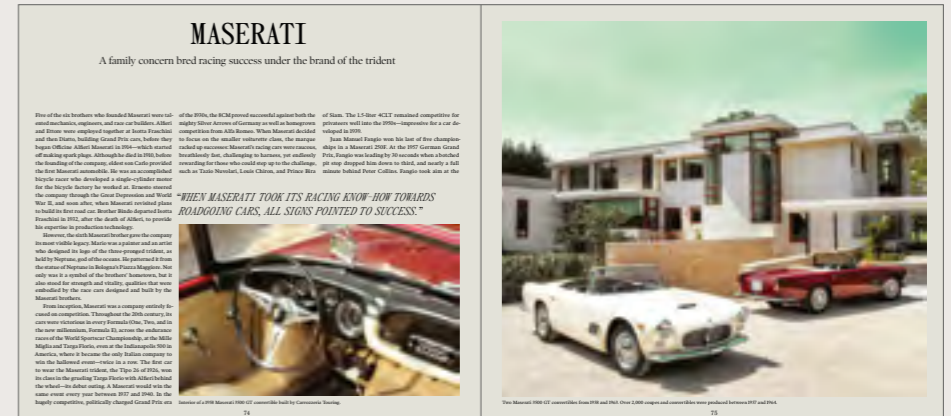 MASERATI
A family concern bred racing success under the brand of the trident
Five of the six brothers who founded Maserati were tal-
ented mechanics, engineers, and race car builders. Alfieri
and Ettore were employed together at Isotta Fraschini
and then Diatto, building Grand Prix cars, before they
began Officine Alfieri Maserati in 1914—which started
off making spark plugs. Although he died in 1910, before
the founding of the company, eldest son Carlo provided
the first Maserati automobile. He was an accomplished
bicycle racer who developed a single-cylinder motor
for the bicycle factory he worked at. Ernesto steered
the company through the Great Depression and World
War II, and soon after, when Maserati revisited plans
to build its first road car. Brother Bindo departed Isotta
Fraschini in 1932, after the death of Alfieri, to provide
his expertise in production technology.
However, the sixth Maserati brother gave the company
its most visible legacy. Mario was a painter and an artist
who designed its logo of the three-pronged trident, as
held by Neptune, god of the oceans. He patterned it from
the statue of Neptune in Bologna's Piazza Maggiore. Not
only was it a symbol of the brothers' hometown, but it
also stood for strength and vitality, qualities that were
embodied by the race cars designed and built by the
Maserati brothers.
From inception, Maserati was a company entirely fo-
cused on competition. Throughout the 20th century, its
cars were victorious in every Formula (One, Two, and in
the new millennium, Formula E), across the endurance
races of the World Sportscar Championship, at the Mille
Miglia and Targa Florio, even at the Indianapolis 500 in
America, where it became the only Italian company to
win the hallowed event—twice in a row. The first car
to wear the Maserati trident, the Tipo 26 of 1926, won
its class in the grueling Targa Florio with Alfieri behind
the wheel—its debut outing. A Maserati would win the
same event every year between 1937 and 1940. In the
hugely competitive, politically charged Grand Prix era
of the 1930s, the 8CM proved successful against both the
mighty Silver Arrows of Germany as well as homegrown
competition from Alfa Romeo. When Maserati decided
to focus on the smaller voiturette class, the marque
racked up successes: Maserati's racing cars were raucous,
breathlessly fast, challenging to harness, yet endlessly
rewarding for those who could step up to the challenge,
such as Tazio Nuvolari, Louis Chiron, and Prince Bira
of Siam. The 1.5-liter 4CLT remained competitive for
privateers well into the 1950s—impressive for a car de-
veloped in 1939.
Juan Manuel Fangio won his last of five champion-
ships in a Maserati 250F. At the 1957 German Grand
Prix, Fangio was leading by 30 seconds when a botched
pit stop dropped him down to third, and nearly a full
minute behind Peter Collins. Fangio took aim at the
"WHEN MASERATI TOOK ITS RACING KNOW-HOW TOWARDS
ROADGOING CARS, ALL SIGNS POINTED TO SUCCESS."
Interior of a 1958 Maserati 3500 GT convertible built by Carrozzeria Touring.
74
Two Maserati 3500 GT convertibles from 1958 and 1963. Over 2,000 coupes and convertibles were produced between 1957 and 1964.
75